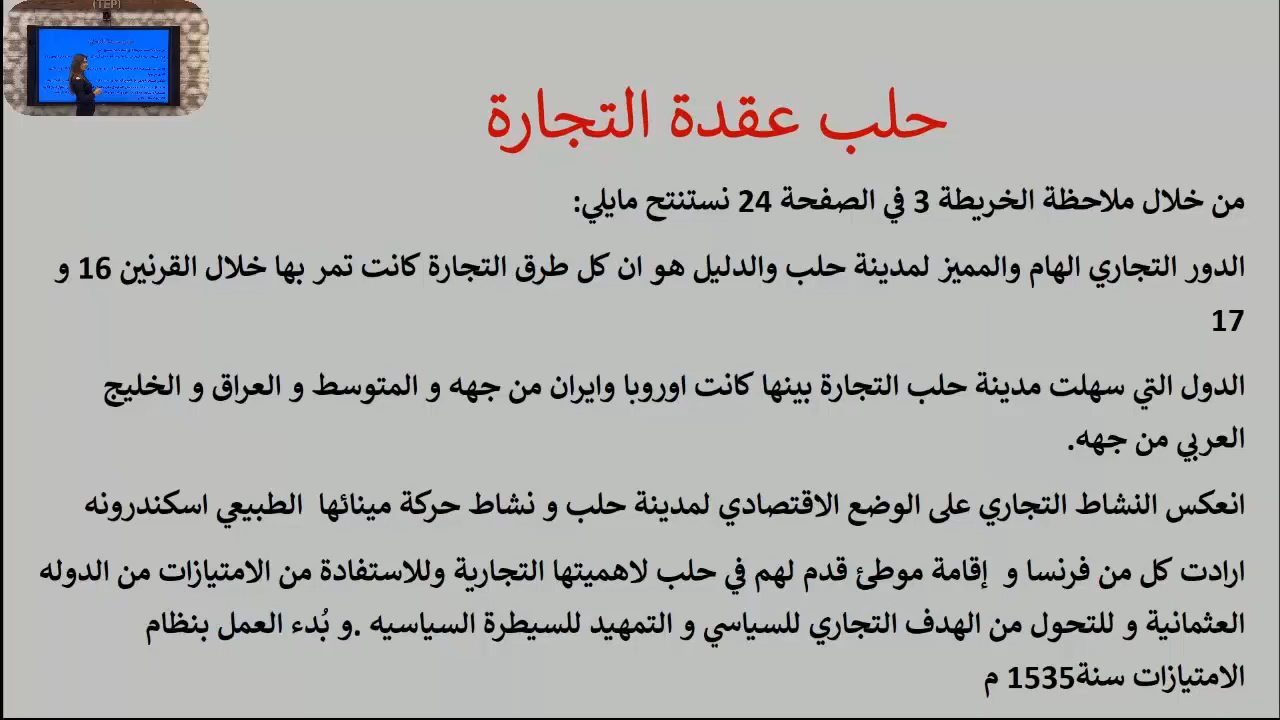 (TEP)
حلب عقدة التجارة
من خلال ملاحظة الخريطة 3 في الصفحة 24 نستنتج مايلي:
الدور التجاري الهام والمميز لمدينة حلب والدليل هو ان كل طرق التجارة كانت تمر بها خلال القرنين 16 و
17
الدول التي سهلت مدينة حلب التجارة بينها كانت اوروبا وايران من جهه و المتوسط و العراق و الخليج
العربي من جهه.
انعكس النشاط التجاري على الوضع الاقتصادي لمدينة حلب و نشاط حركة مينائها الطبيعي اسكندرونه
ارادت كل من فرنسا و إقامة موطئ قدم لهم في حلب لاهميتها التجارية وللاستفادة من الامتيازات من الدوله
العثمانية و للتحول من الهدف التجاري للسياسي و التمهيد للسيطرة السياسيه .و بُدء العمل بنظام
الامتيازات سنة1535 م